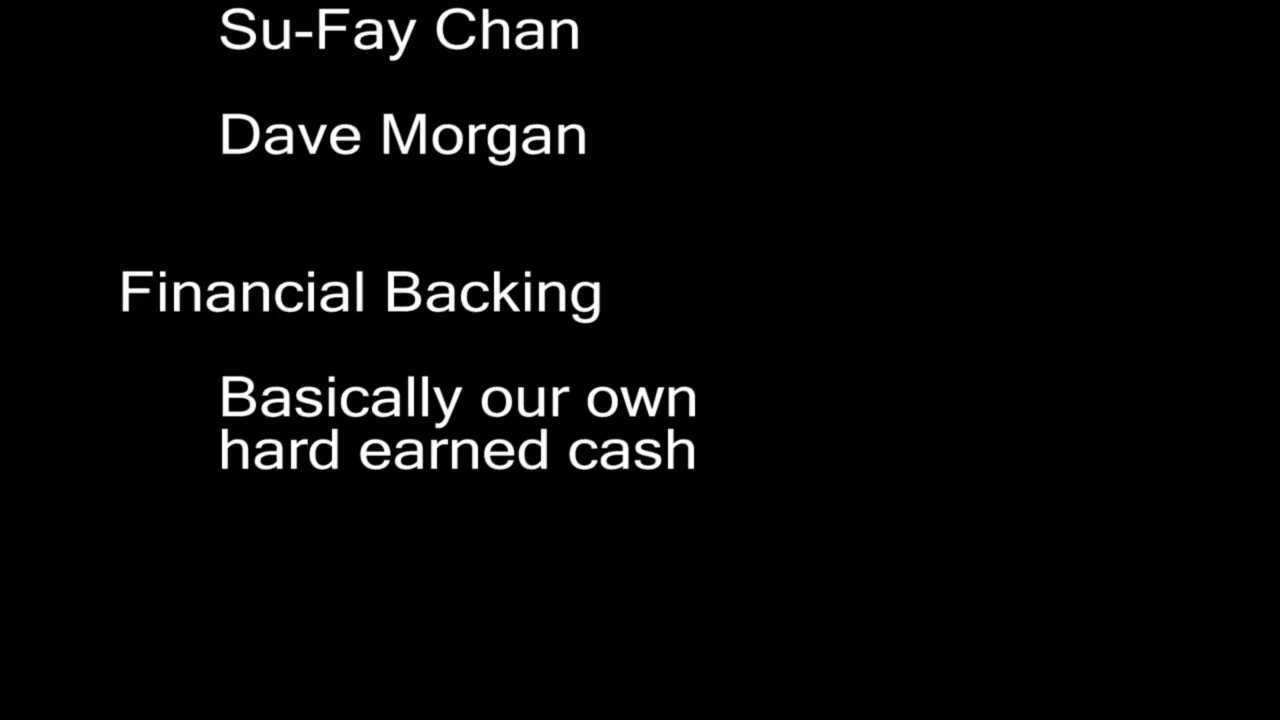 Su-Fay Chan
Dave Morgan
Financial Backing
Basically our own
hard earned cash